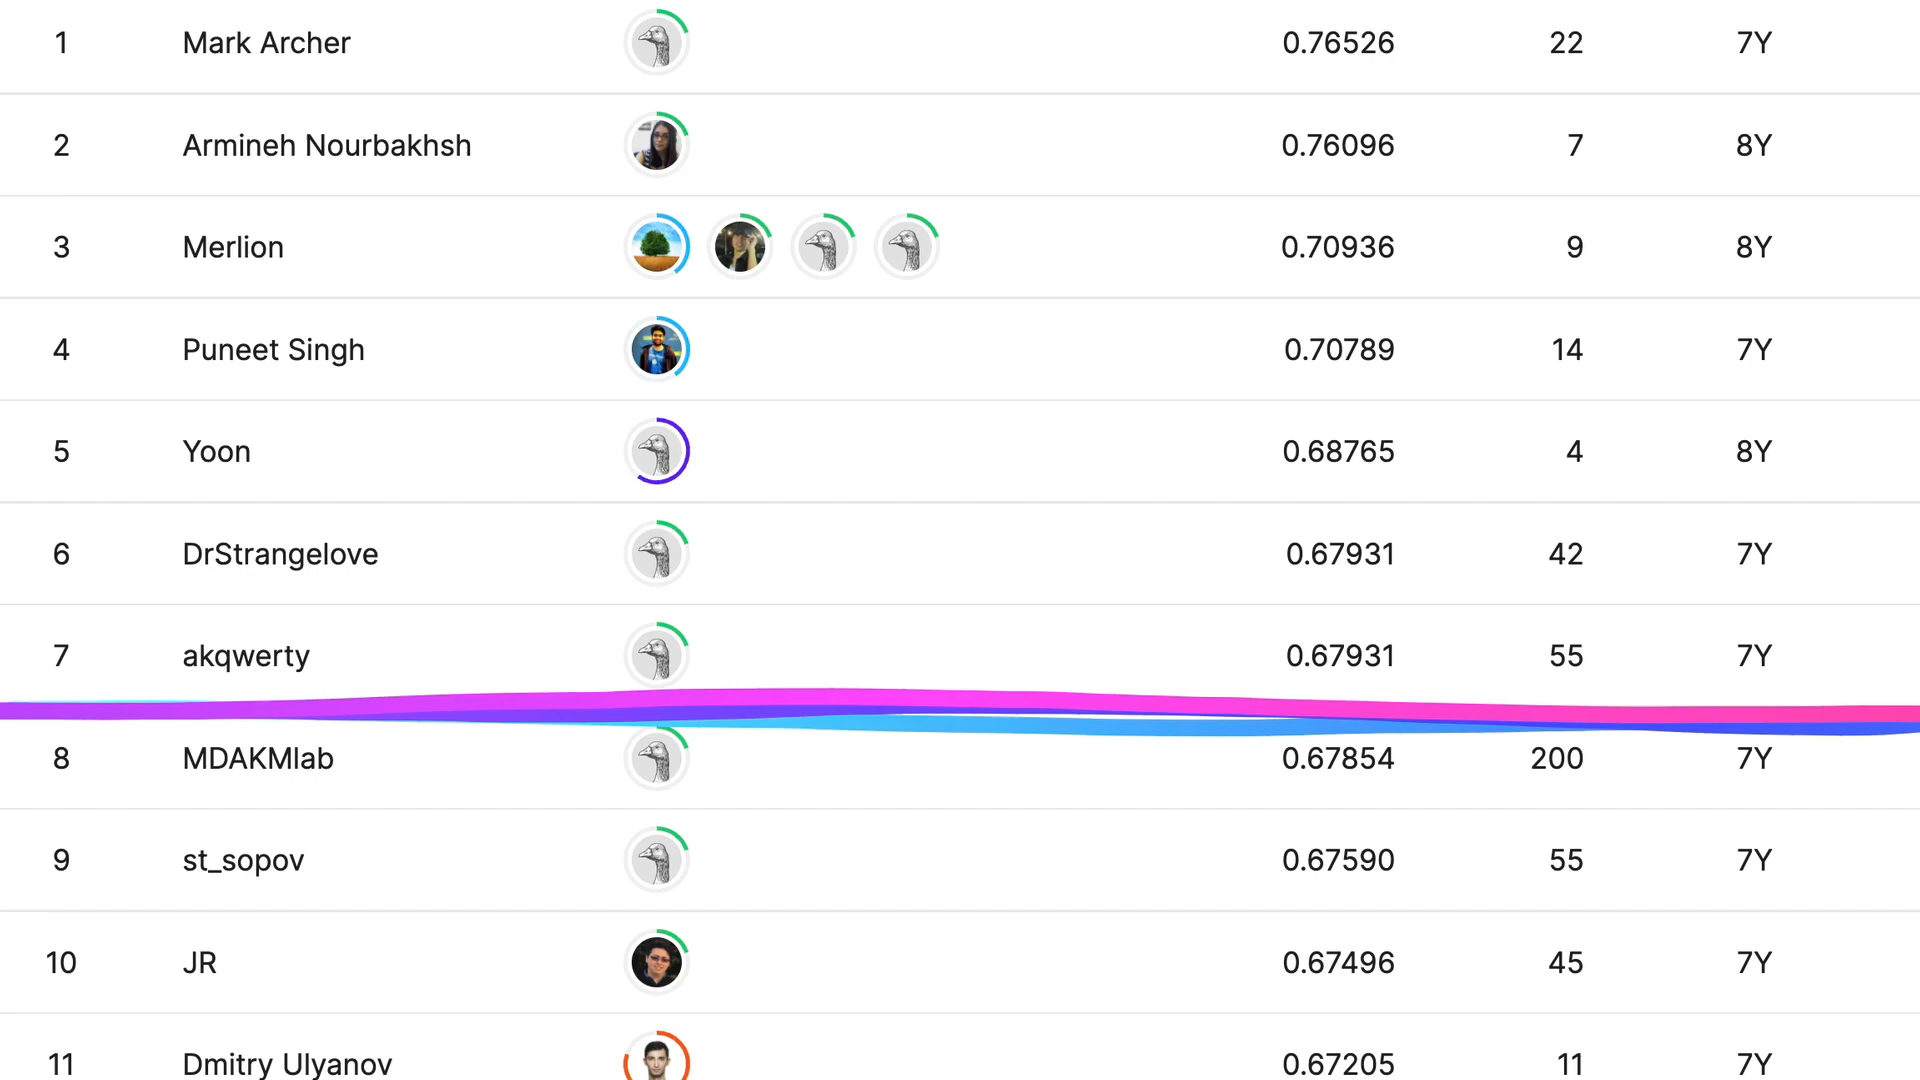 1 Mark Archer 0.76526 22 7Y
2 Armineh Nourbakhsh 0.76096 7 8Y
3 Merlion 0.70936 9 8Y
4 Puneet Singh 0.70789 14 7Y
5 Yoon 0.68765 4 8Y
6 DrStrangelove 0.67931 42 7Y
7 akqwerty 0.67931 55 7Y
8 MDAKMlab 0.67854 200 7Y
9 st_sopov 0.67590 55 7Y
10 JR 0.67496 45 7Y
11 Dmitry Ulyanov 0.67205 11 7Y